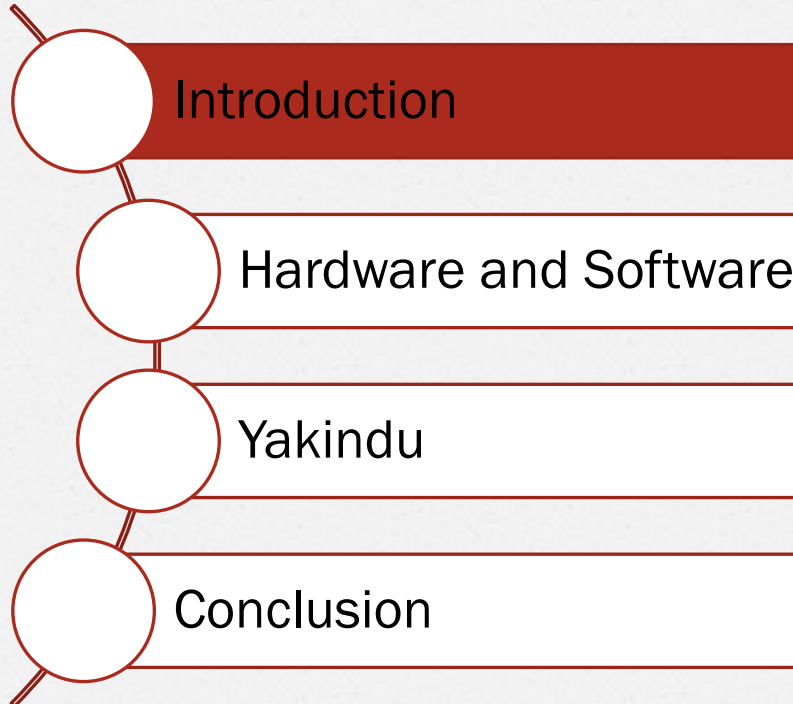 Introduction
Hardware and Software
Yakindu
Conclusion